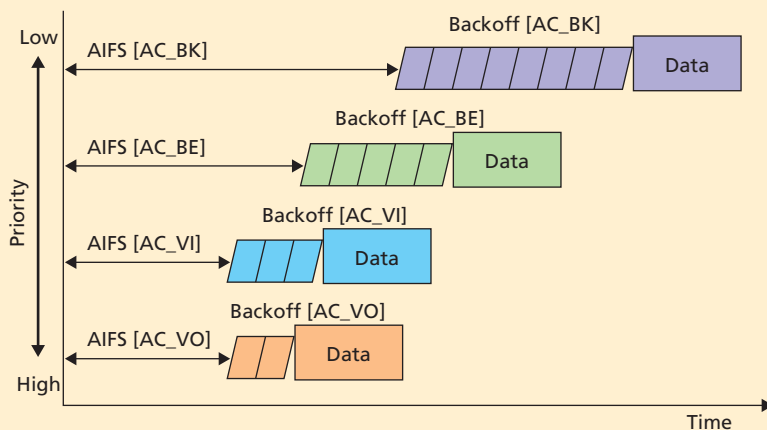 Low
Priority
High
Backoff [AC_BK]
AIFS [AC_BK]
Data
Backoff [AC_BE]
AIFS [AC_BE]
Data
Backoff [AC_VI]
AIFS [AC_VI]
Data
Backoff [AC_VO]
AIFS [AC_VO]
Data
Time